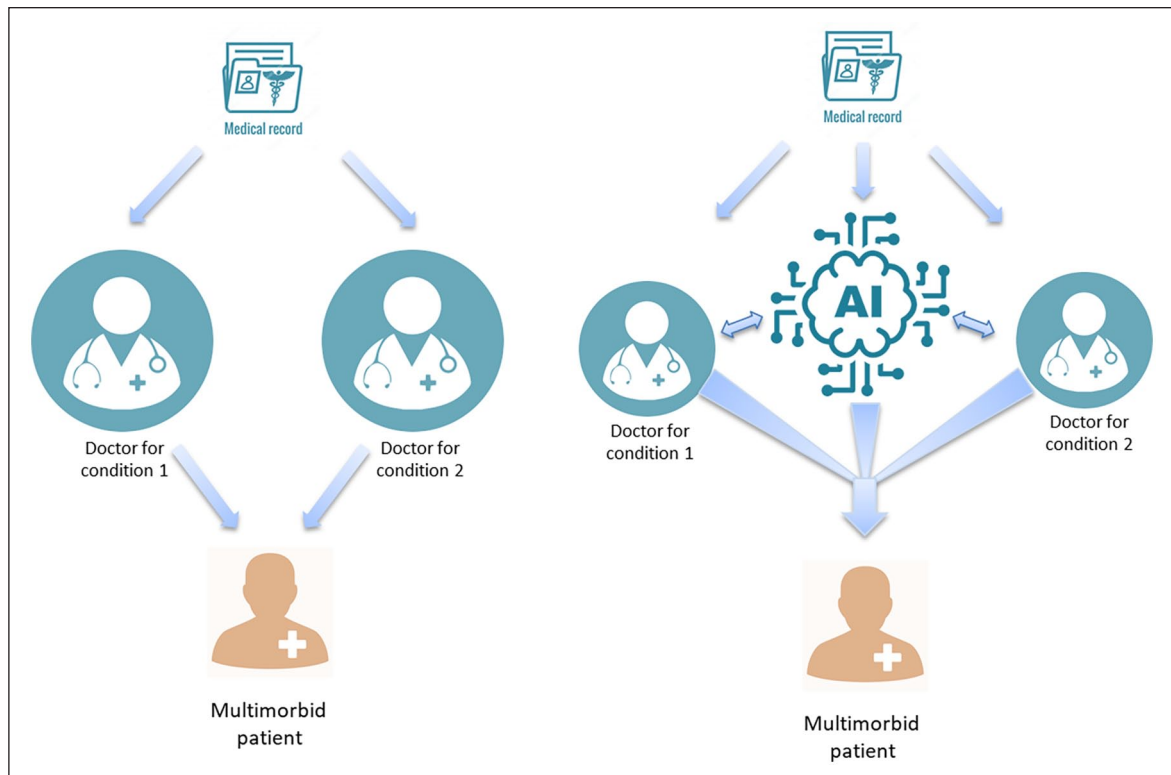 Medical record
Doctor for
condition 1
Doctor for
condition 2
Multimorbid
patient
Medical record
AI
Doctor for
condition 1
Doctor for
condition 2
Multimorbid
patient